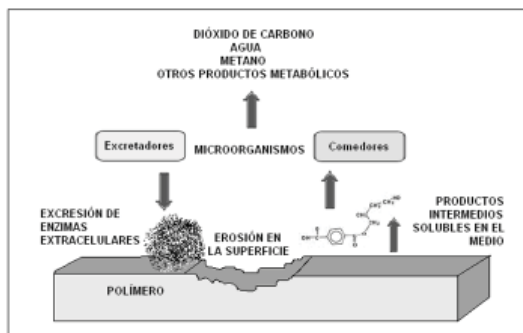 DIÓXIDO DE CARBONO
AGUA
METANO
OTROS PRODUCTOS METABÓLICOS
Excretadores
MICROORGANISMOS
Comedores
EXCRESIÓN DE
ENZIMAS
EXTRACELULARES
EROSIÓN EN
LA SUPERFICIE
PRODUCTOS
INTERMEDIOS
SOLUBLES EN EL
MEDIO
POLÍMERO